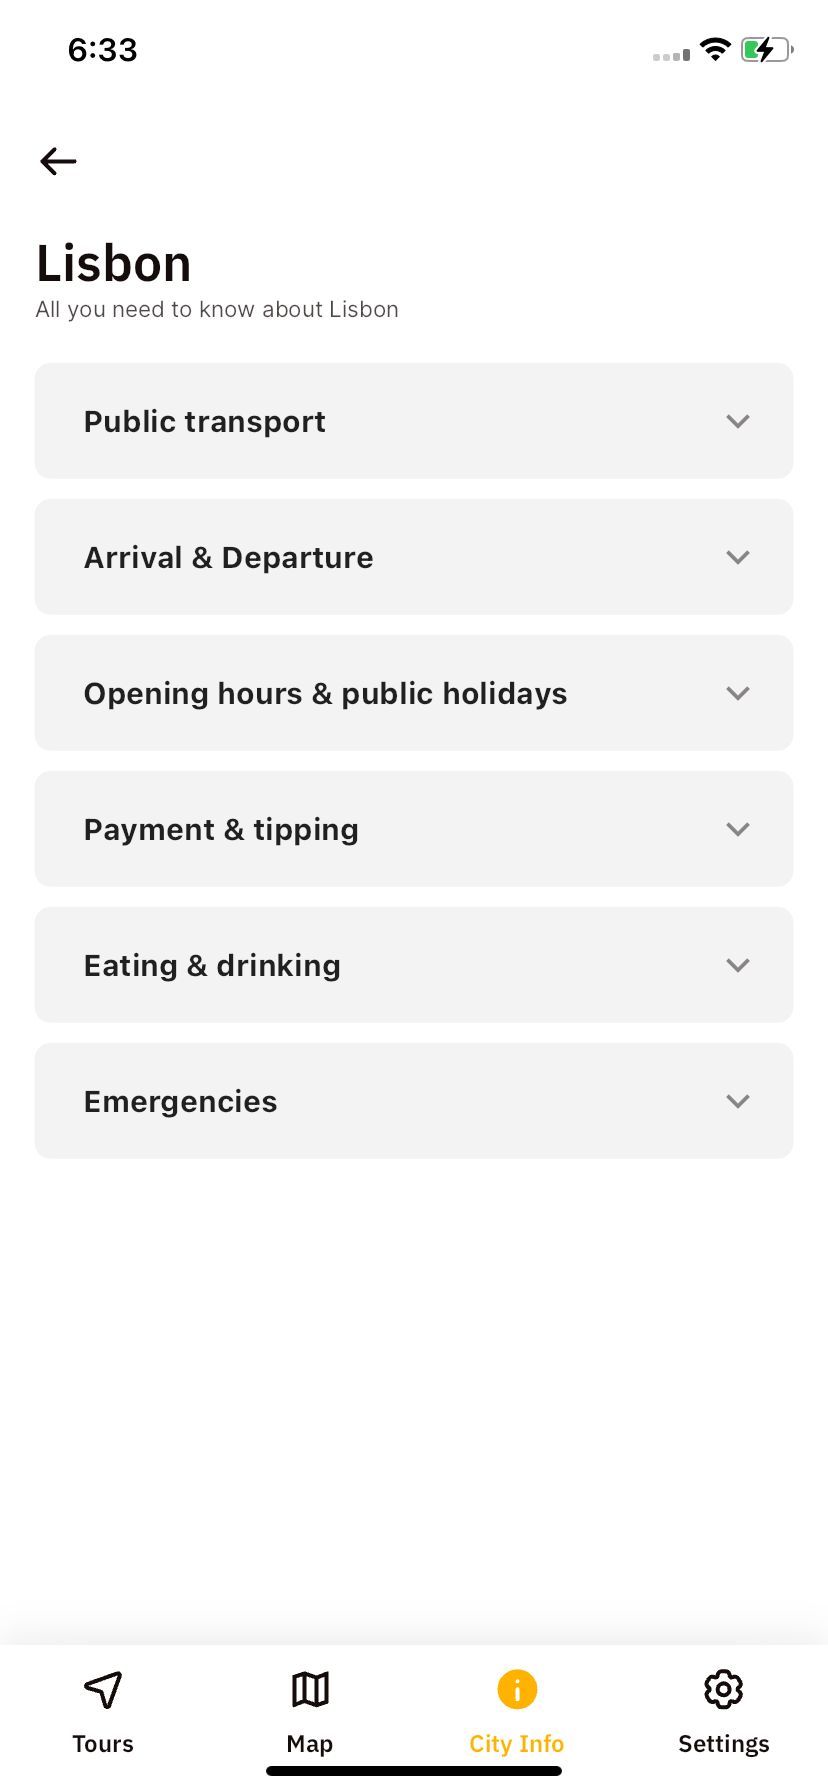 6:33
Lisbon
All you need to know about Lisbon
Public transport
Arrival & Departure
Opening hours & public holidays
Payment & tipping
Eating & drinking
Emergencies
Tours
Map
City Info
Settings